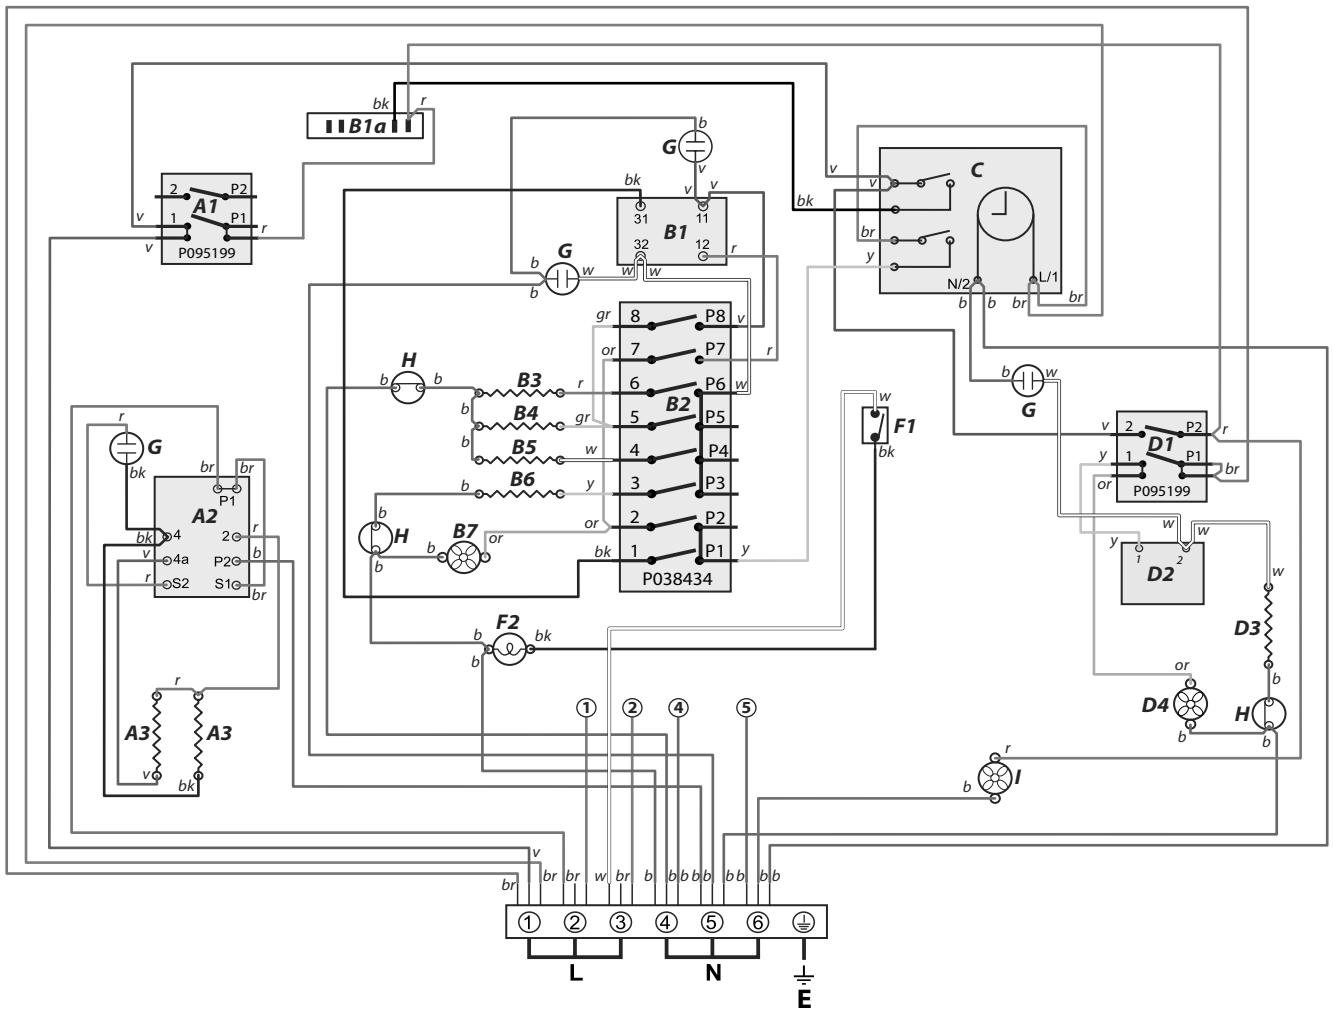 bk
r
B1a
G
b
v
v
v
C
v
v
bk
br
y
N/2
L/1
b
b
br
br
2
P2
A1
1
P1
P095199
v
v
r
bk
31
11
B1
32
12
r
G
b
b
w
w
w
gr
8
P8
v
or
7
P7
r
6
P6
w
B2
5
P5
4
P4
3
P3
2
P2
1
P1
y
P038434
H
b
b
B3
r
b
B4
gr
b
B5
w
b
B6
y
b
H
b
b
B7
or
or
bk
w
F1
bk
b
w
G
v
2
P2
r
D1
y
1
P1
br
or
P095199
w
w
y
1
2
D2
w
D3
b
or
D4
b
H
b
r
G
bk
br
br
P1
A2
bk
4
2
r
v
4a
P2
b
r
S2
S1
br
r
A3
A3
v
bk
F2
b
bk
b
1
2
4
5
r
I
b
v
br
br
br
w
br
b
b
b
b
b
b
b
b
b
1
2
3
4
5
6
L
N
E